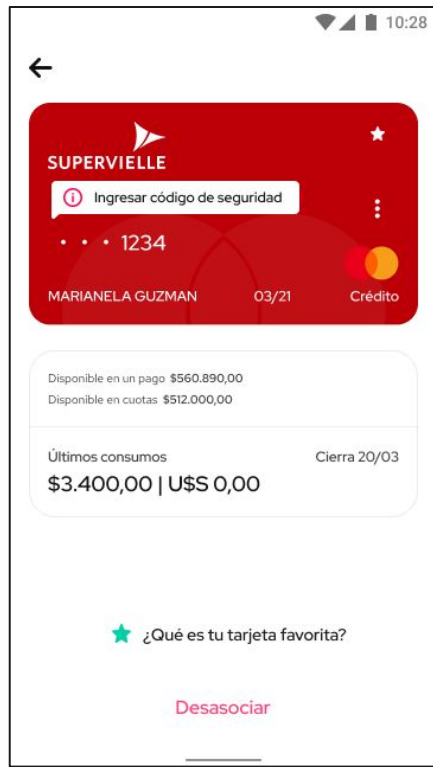 10:28
SUPERVIELLE
Ingresar código de seguridad
• • • 1234
MARIANELA GUZMAN 03/21 Crédito
Disponible en un pago $560.890,00
Disponible en cuotas $512.000,00
Últimos consumos Cierra 20/03
$3.400,00 | U$S 0,00
¿Qué es tu tarjeta favorita?
Desasociar